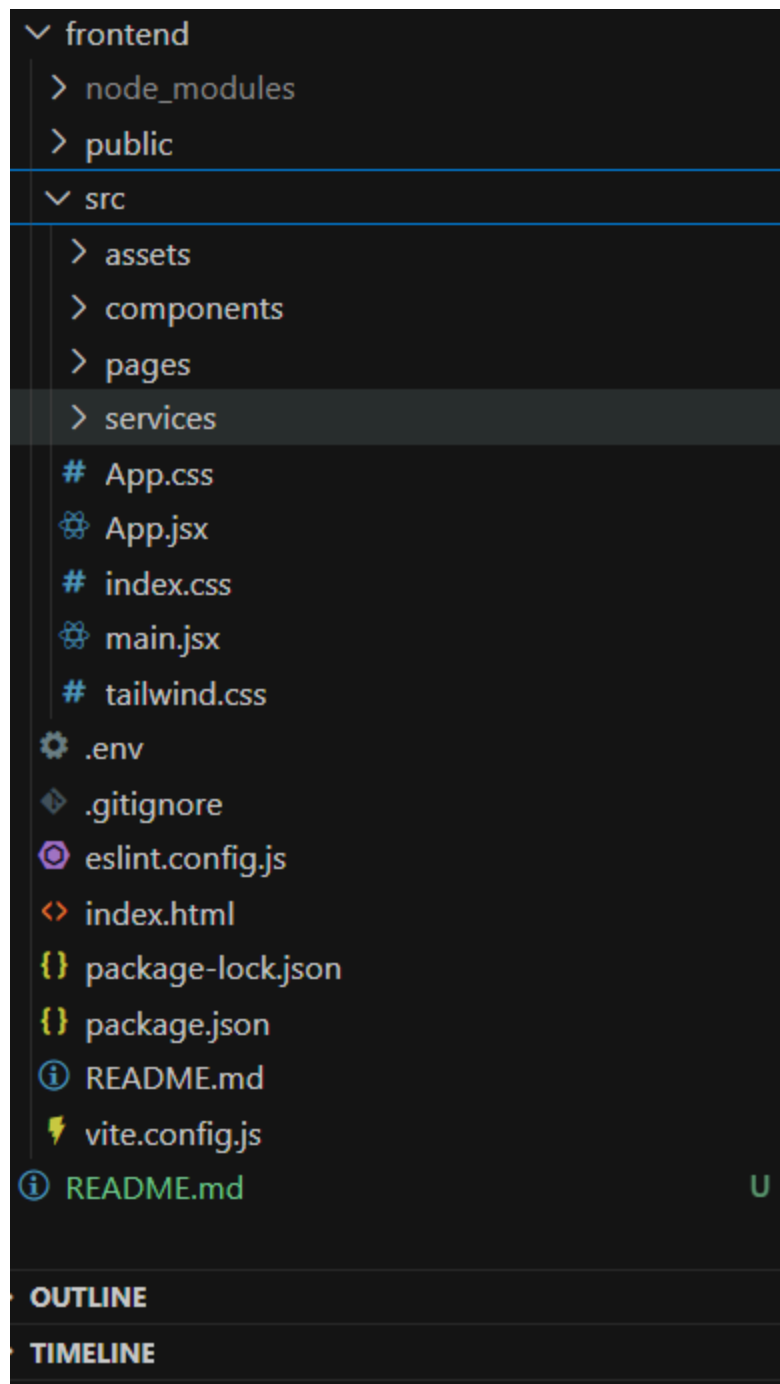 frontend
node_modules
public
src
assets
components
pages
services
App.css
App.jsx
index.css
main.jsx
tailwind.css
.env
.gitignore
eslint.config.js
index.html
package-lock.json
package.json
README.md
vite.config.js
README.md U
OUTLINE
TIMELINE